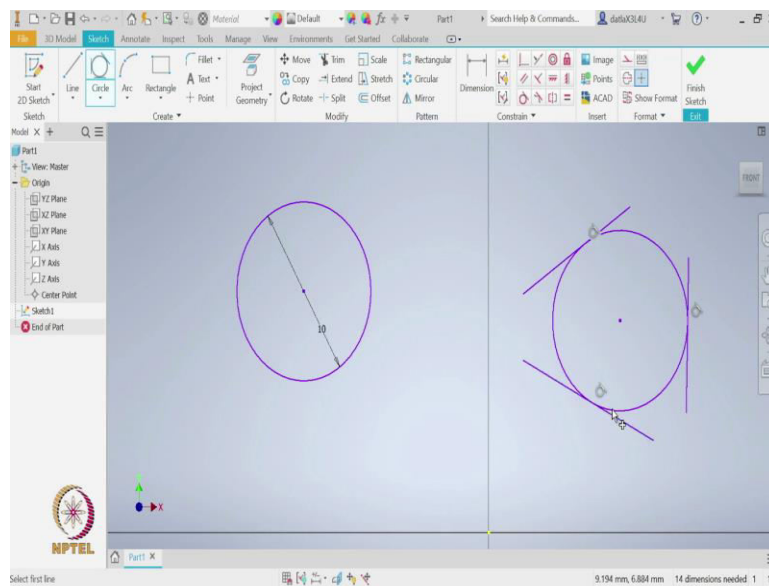 Material Default fx Part1 Search Help & Commands... datiaX3L4U
File 3D Model Sketch Annotate Inspect Tools Manage View Environments Get Started Collaborate
Start 2D Sketch Line Circle Arc Rectangle Fillet Text Point Project Geometry Move Copy Rotate Trim Extend Split Scale Stretch Offset Rectangular Circular Mirror Dimension Image Points ACAD Show Format Finish Sketch
Sketch Create Modify Pattern Constrain Insert Format Exit
Model X +
Part1
View: Master
Origin
YZ Plane
XZ Plane
XY Plane
X Axis
Y Axis
Z Axis
Center Point
Sketch1
End of Part
FRONT
10
X
NPTEL
Part1 X
Select first line 9.194 mm, 6.884 mm 14 dimensions needed 1